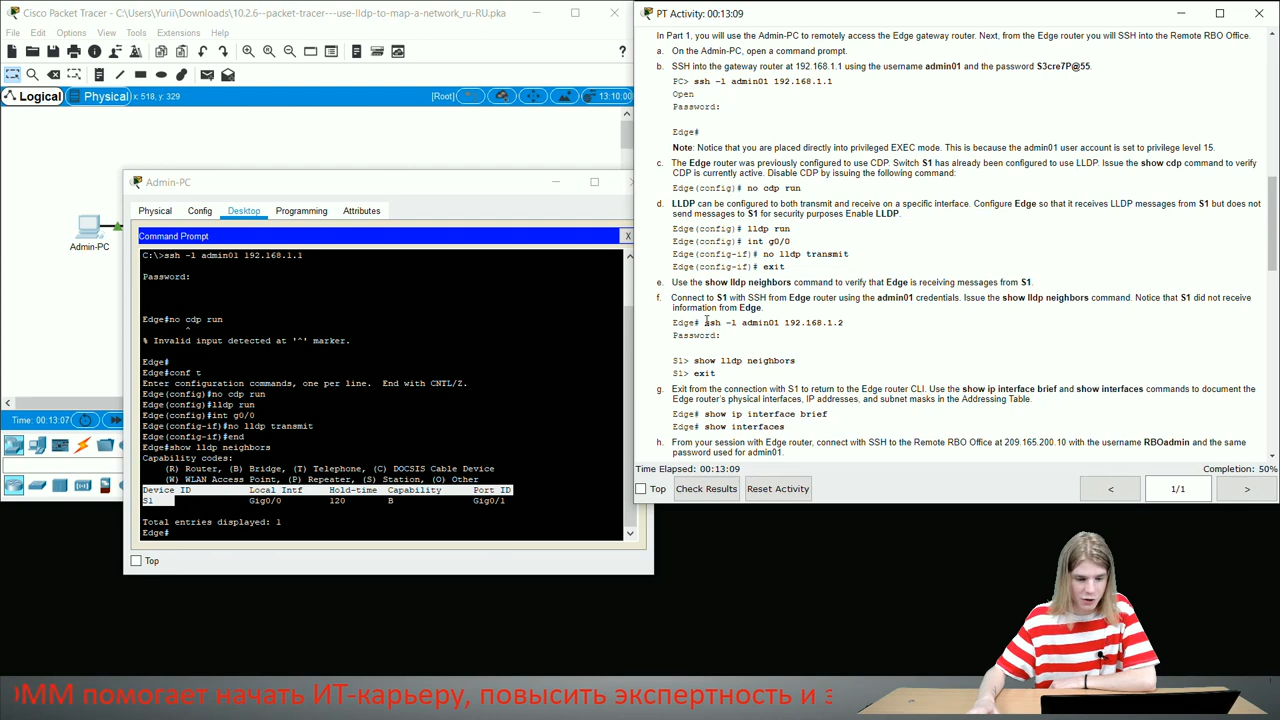 Cisco Packet Tracer - C:\Users\Yurii\Downloads\10.2.6--packet-tracer---use-lldp-to-map-a-network_ru-RU.pka
File Edit Options View Tools Extensions Help
Logical
Physical
x: 518, y: 329
[Root]
13:10:00
Admin-PC
Time: 00:13:07
Admin-PC
Physical Config Desktop Programming Attributes
Command Prompt
X
C:\>ssh -l admin01 192.168.1.1
Password:
Edge#no cdp run
^
% Invalid input detected at '^' marker.
Edge#
Edge#conf t
Enter configuration commands, one per line. End with CNTL/Z.
Edge(config)#no cdp run
Edge(config)#lldp run
Edge(config)#int g0/0
Edge(config-if)#no lldp transmit
Edge(config-if)#end
Edge#show lldp neighbors
Capability codes:
(R) Router, (B) Bridge, (T) Telephone, (C) DOCSIS Cable Device
(W) WLAN Access Point, (P) Repeater, (S) Station, (O) Other
Device ID Local Intf Hold-time Capability Port ID
S1 Gig0/0 120 B Gig0/1
Total entries displayed: 1
Edge#
Top
PT Activity: 00:13:09
In Part 1, you will use the Admin-PC to remotely access the Edge gateway router. Next, from the Edge router you will SSH into the Remote RBO Office.
a. On the Admin-PC, open a command prompt.
b. SSH into the gateway router at 192.168.1.1 using the username admin01 and the password S3cre7P@55.
PC> ssh -l admin01 192.168.1.1
Open
Password:
Edge#
Note: Notice that you are placed directly into privileged EXEC mode. This is because the admin01 user account is set to privilege level 15.
c. The Edge router was previously configured to use CDP. Switch S1 has already been configured to use LLDP. Issue the show cdp command to verify
CDP is currently active. Disable CDP by issuing the following command:
Edge(config)# no cdp run
d. LLDP can be configured to both transmit and receive on a specific interface. Configure Edge so that it receives LLDP messages from S1 but does not
send messages to S1 for security purposes Enable LLDP.
Edge(config)# lldp run
Edge(config)# int g0/0
Edge(config-if)# no lldp transmit
Edge(config-if)# exit
e. Use the show lldp neighbors command to verify that Edge is receiving messages from S1.
f. Connect to S1 with SSH from Edge router using the admin01 credentials. Issue the show lldp neighbors command. Notice that S1 did not receive
information from Edge.
Edge# ssh -l admin01 192.168.1.2
Password:
S1> show lldp neighbors
S1> exit
g. Exit from the connection with S1 to return to the Edge router CLI. Use the show ip interface brief and show interfaces commands to document the
Edge router's physical interfaces, IP addresses, and subnet masks in the Addressing Table.
Edge# show ip interface brief
Edge# show interfaces
h. From your session with Edge router, connect with SSH to the Remote RBO Office at 209.165.200.10 with the username RBOadmin and the same
password used for admin01.
Time Elapsed: 00:13:09
Completion: 50%
Top
Check Results
Reset Activity
<
1/1
>
ММ помогает начать ИТ-карьеру, повысить экспертность и